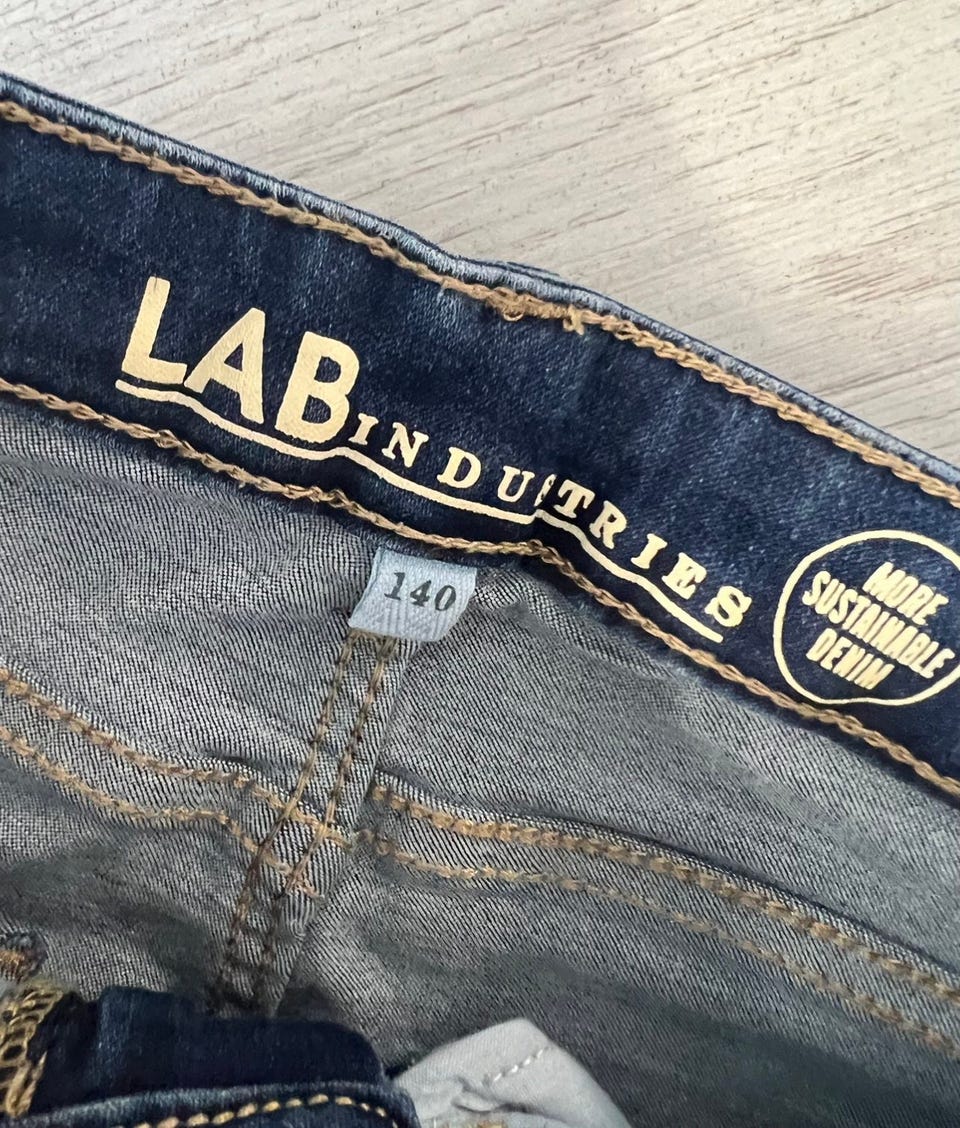 LAB INDUSTRIES
140
MORE
SUSTAINABLE
DENIM